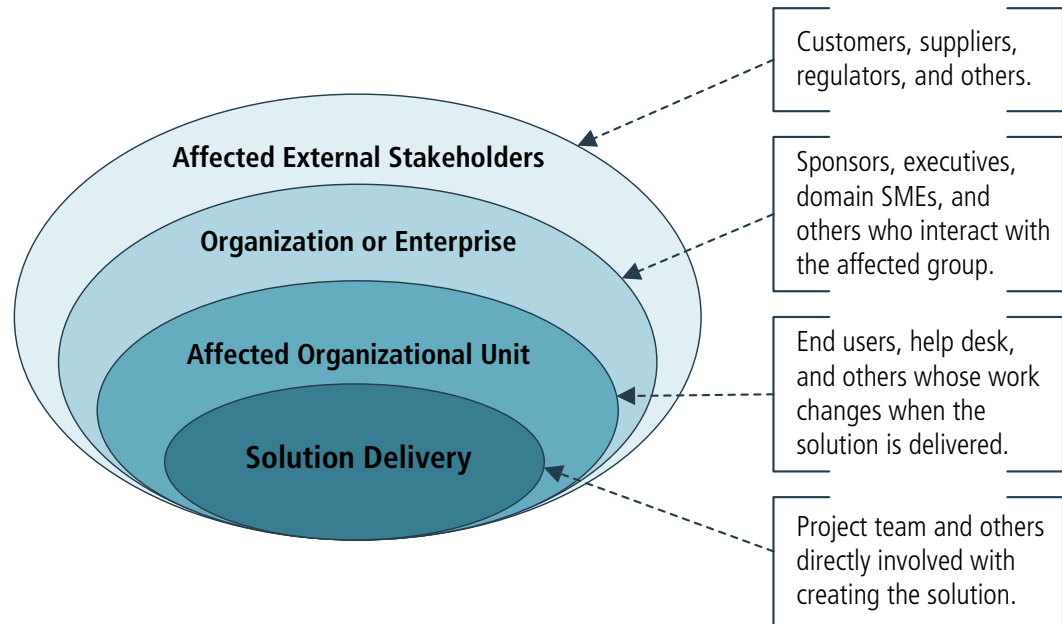 Customers, suppliers,
regulators, and others.
Affected External Stakeholders
Sponsors, executives,
domain SMEs, and
others who interact with
the affected group.
Organization or Enterprise
End users, help desk,
and others whose work
changes when the
solution is delivered.
Affected Organizational Unit
Solution Delivery
Project team and others
directly involved with
creating the solution.